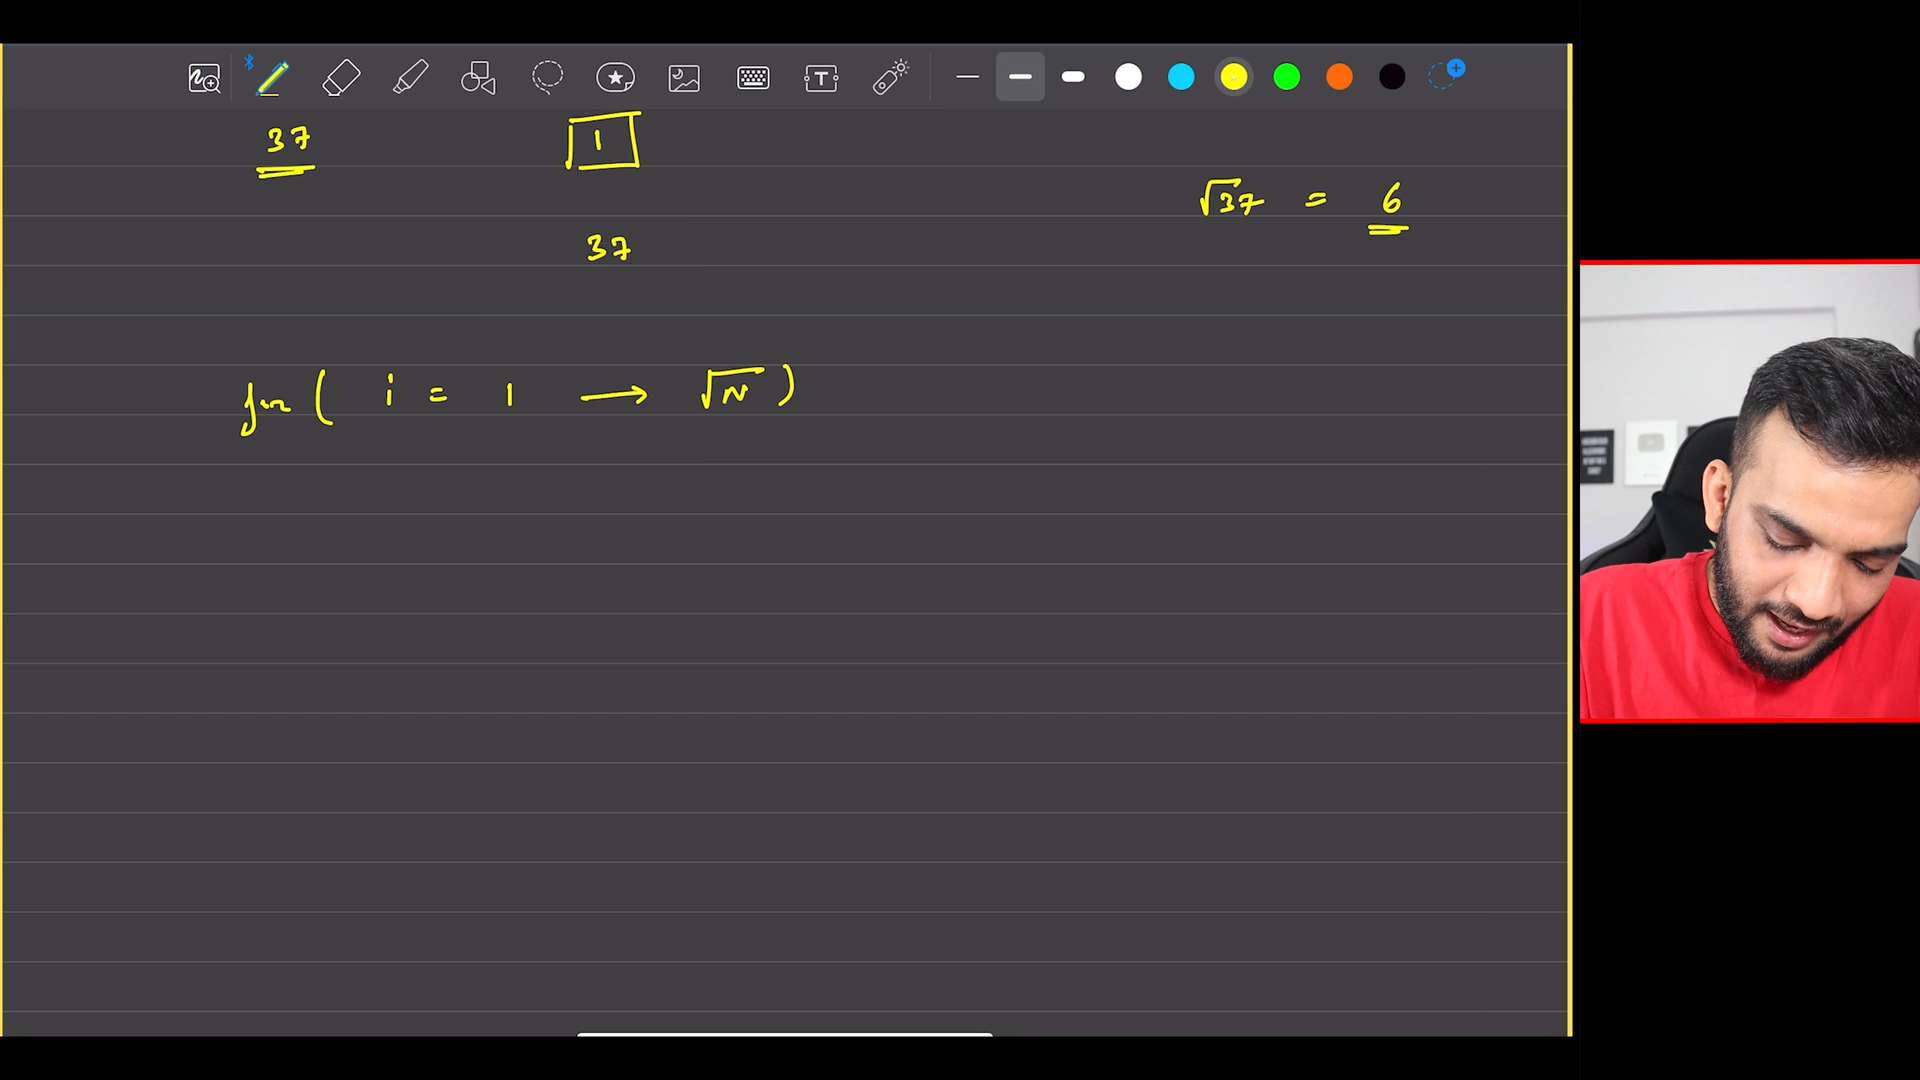 37 1
√37 = 6
37
for ( i = 1 → √N )